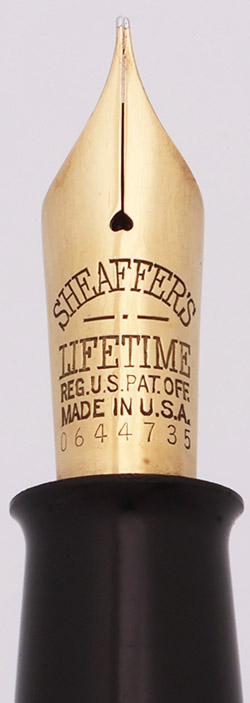 SHEAFFER'S
LIFETIME
REG. U.S. PAT. OFF.
MADE IN U.S.A.
0644735